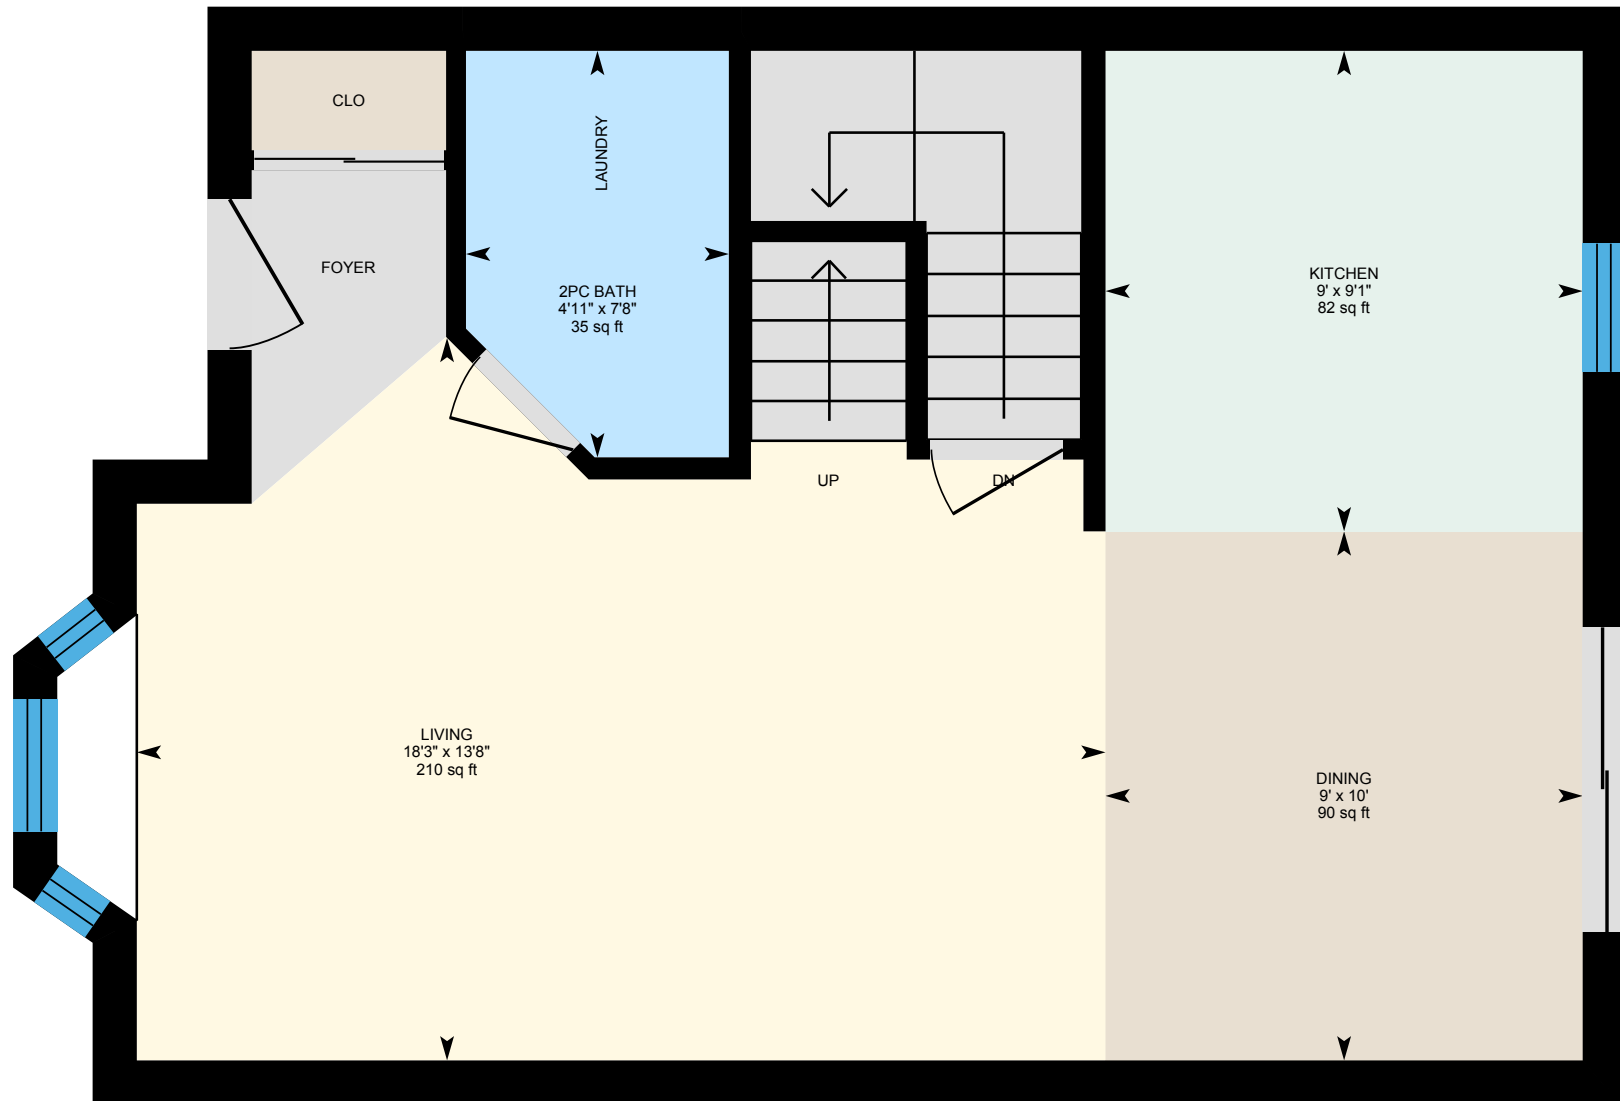 CLO
LAUNDRY
FOYER
2PC BATH
4'11" x 7'8"
35 sq ft
KITCHEN
9' x 9'1"
82 sq ft
UP
DN
LIVING
18'3" x 13'8"
210 sq ft
DINING
9' x 10'
90 sq ft